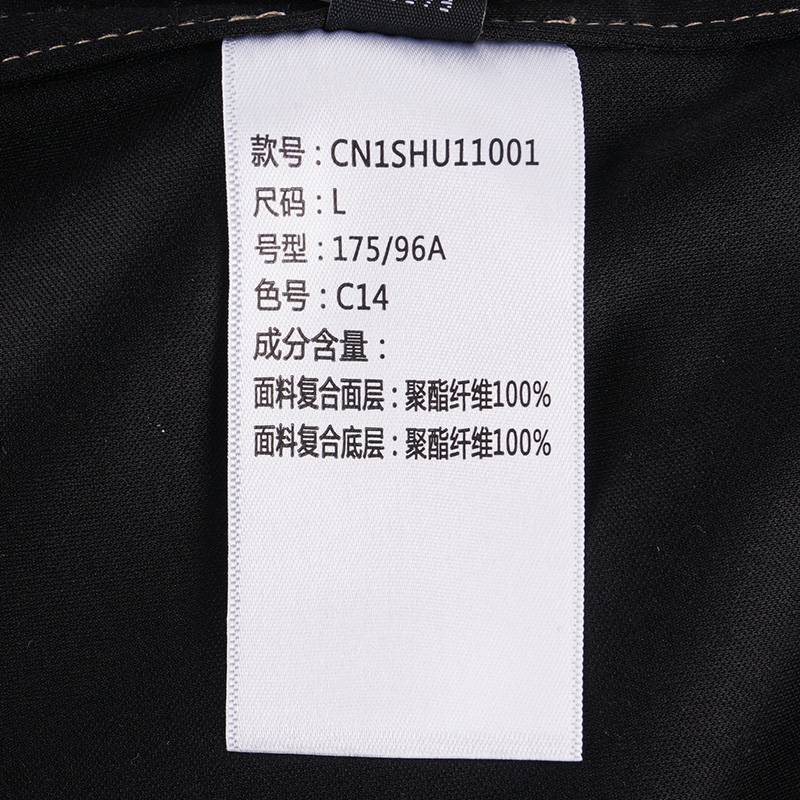 款号：CN1SHU11001
尺码：L
号型：175/96A
色号：C14
成分含量：
面料复合面层：聚酯纤维100%
面料复合底层：聚酯纤维100%